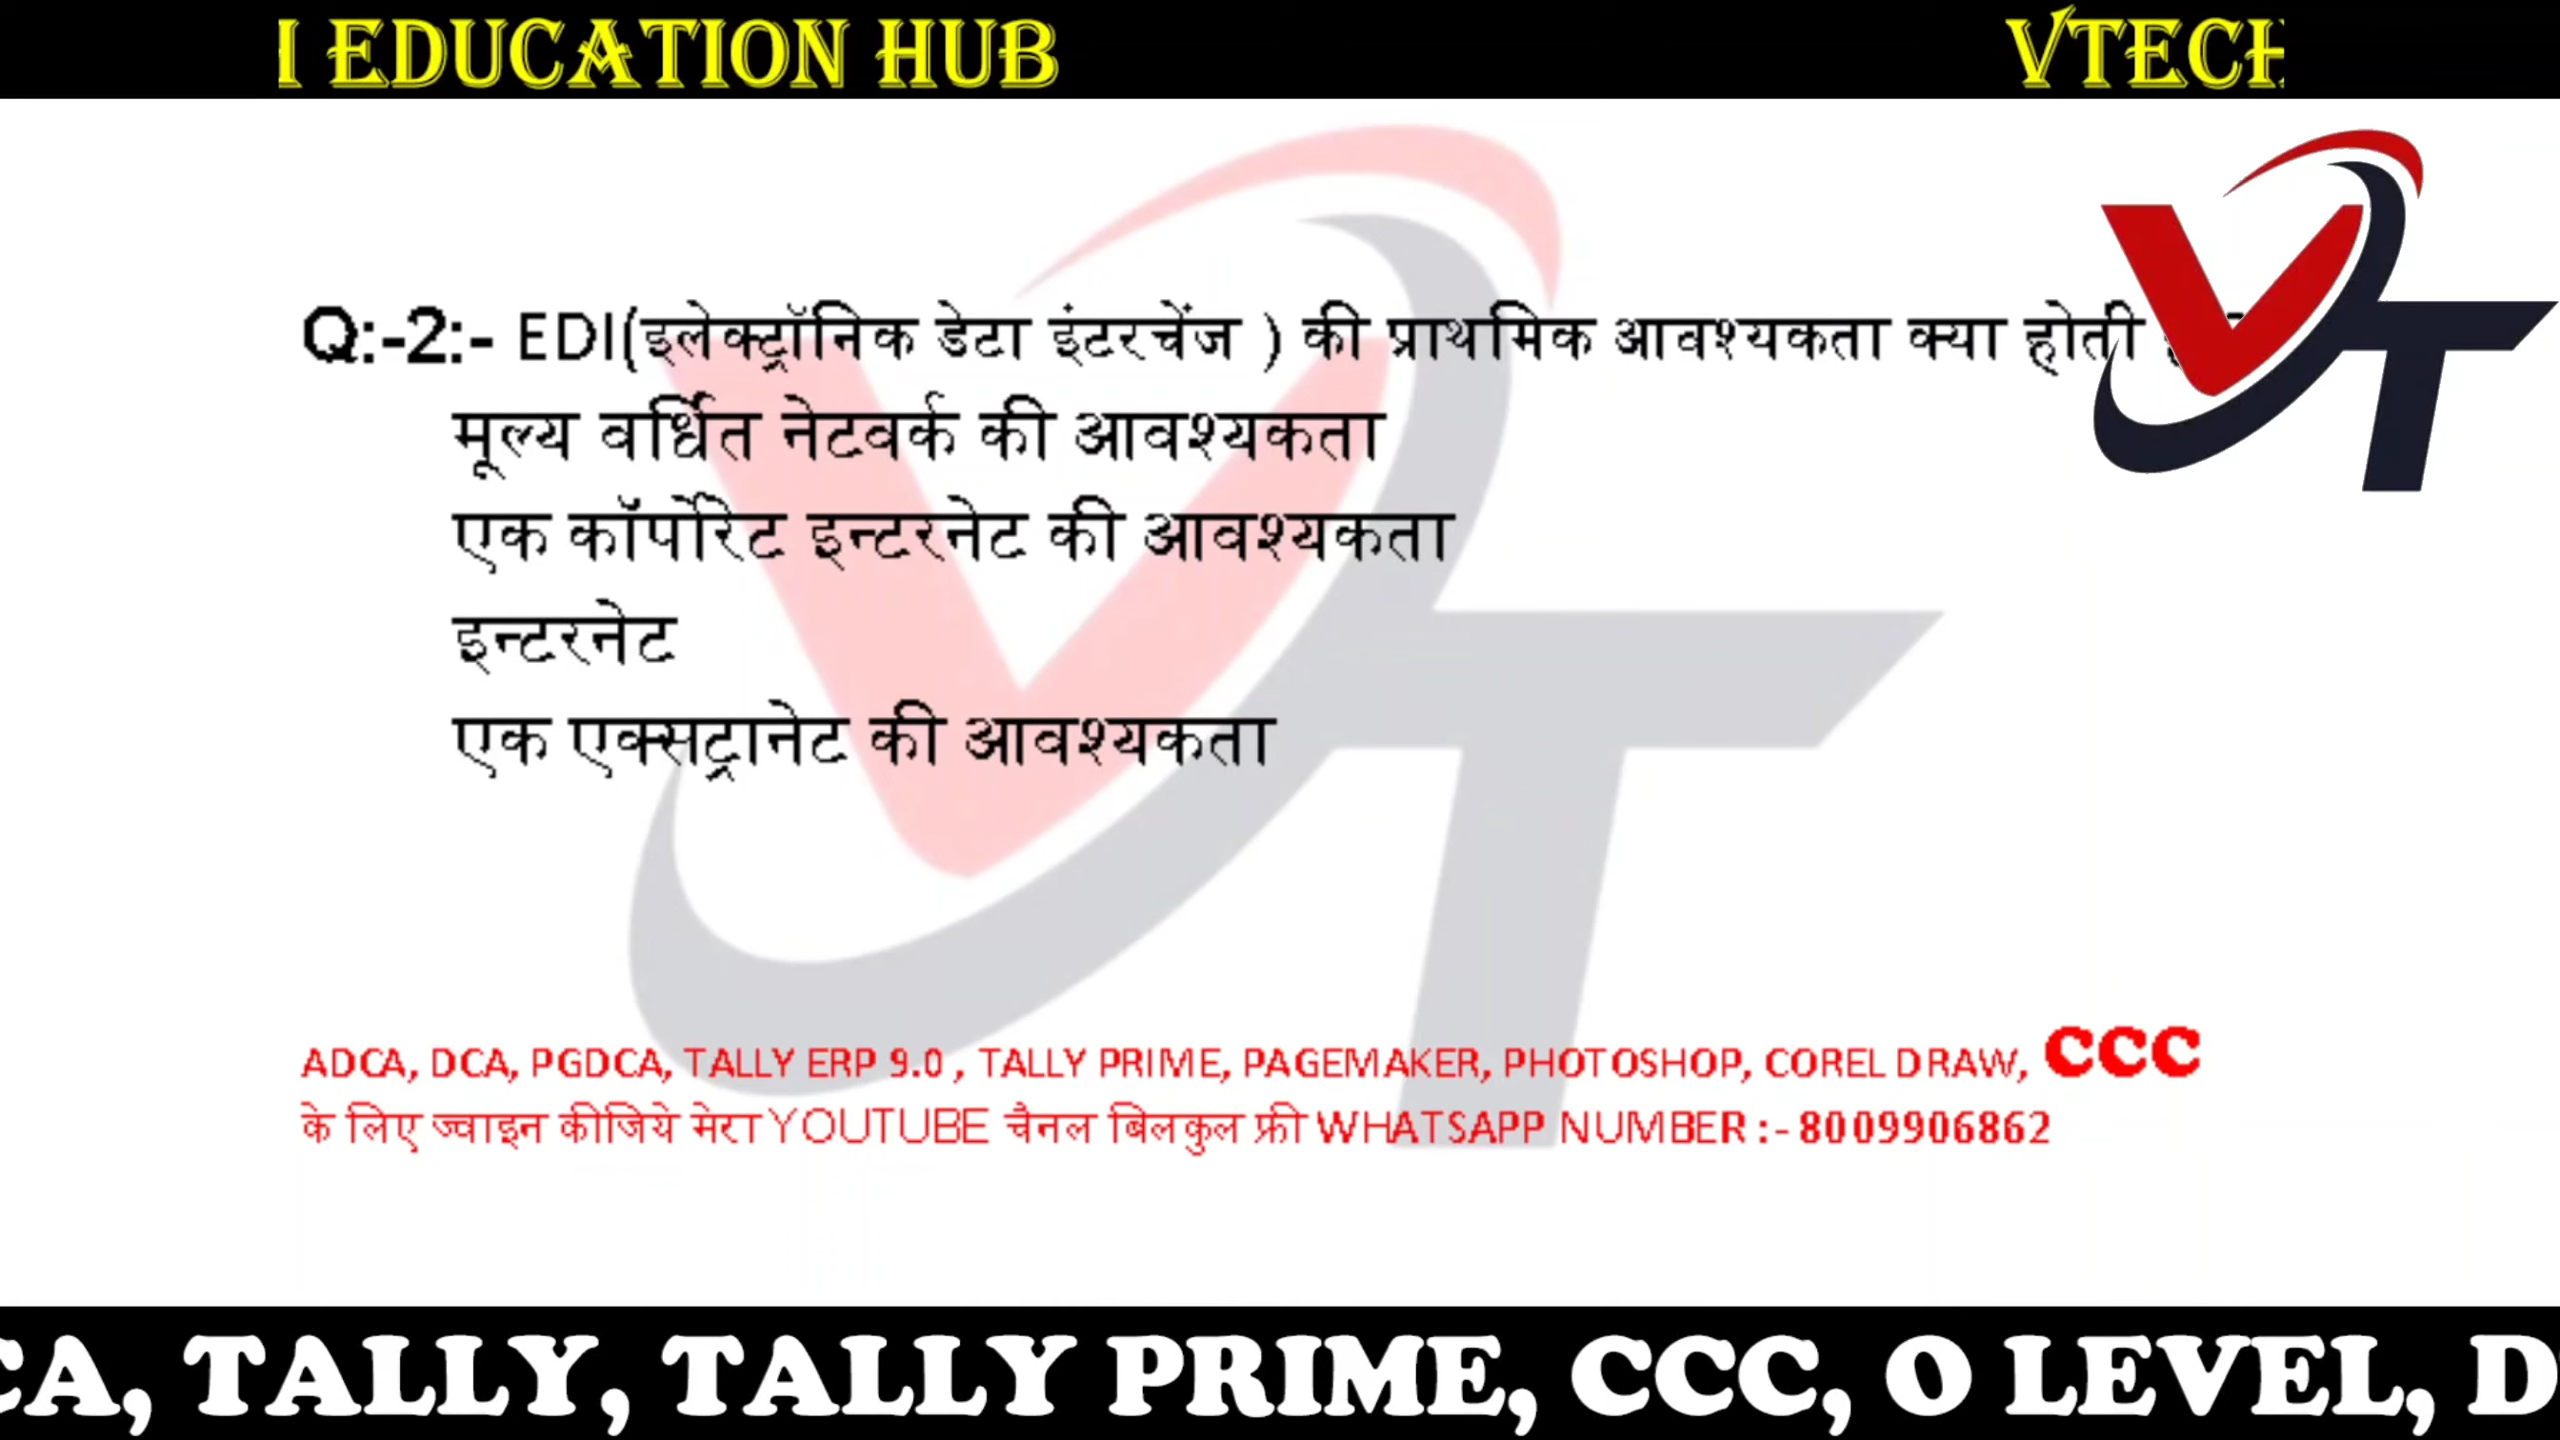 I EDUCATION HUB
VTECH
Q:-2:- EDI(इलेक्ट्रॉनिक डेटा इंटरचेंज ) की प्राथमिक आवश्यकता क्या होती
मूल्य वर्धित नेटवर्क की आवश्यकता
एक कॉर्पोरेट इन्टरनेट की आवश्यकता
इन्टरनेट
एक एक्सट्रानेट की आवश्यकता
ADCA, DCA, PGDCA, TALLY ERP 9.0 , TALLY PRIME, PAGEMAKER, PHOTOSHOP, COREL DRAW, CCC
के लिए ज्वाइन कीजिये मेरा YOUTUBE चैनल बिलकुल फ्री WHATSAPP NUMBER :- 8009906862
CA, TALLY, TALLY PRIME, CCC, O LEVEL, D